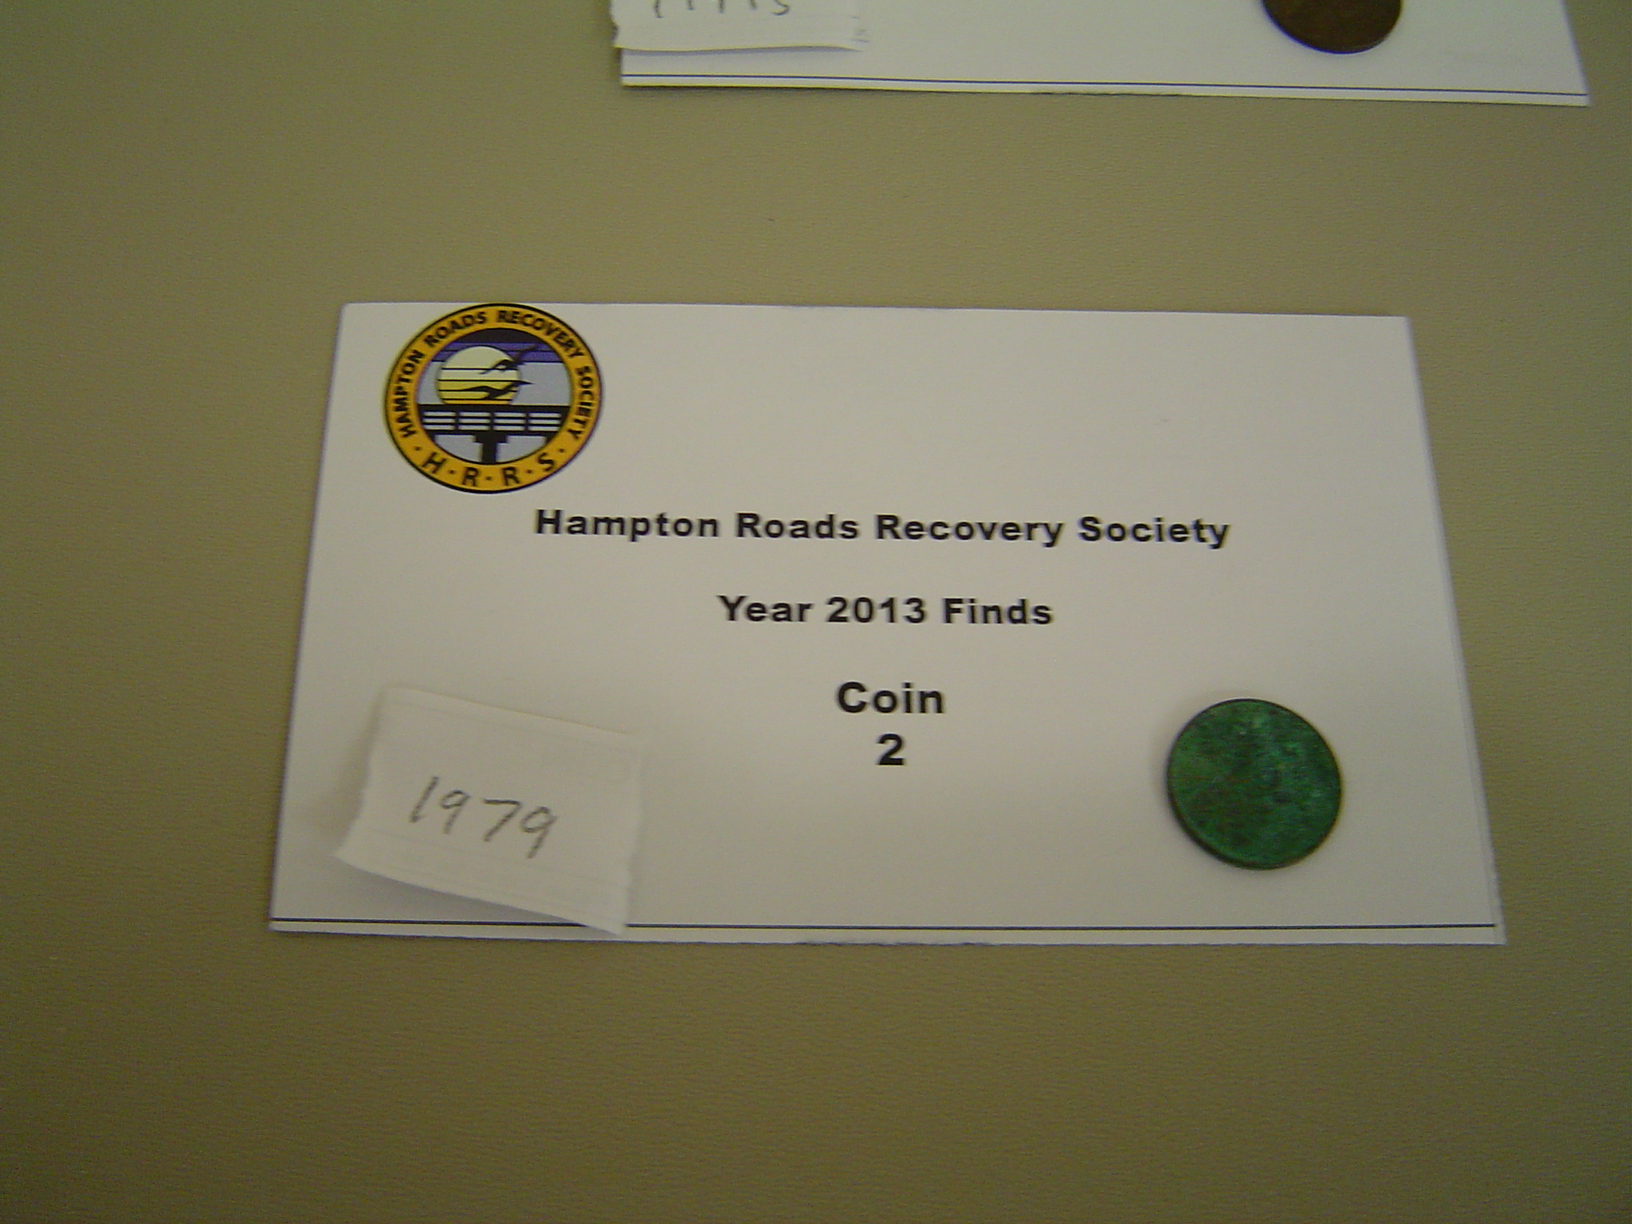 HAMPTON ROADS RECOVERY SOCIETY
· H · R · R · S ·
Hampton Roads Recovery Society
Year 2013 Finds
Coin
2
1979